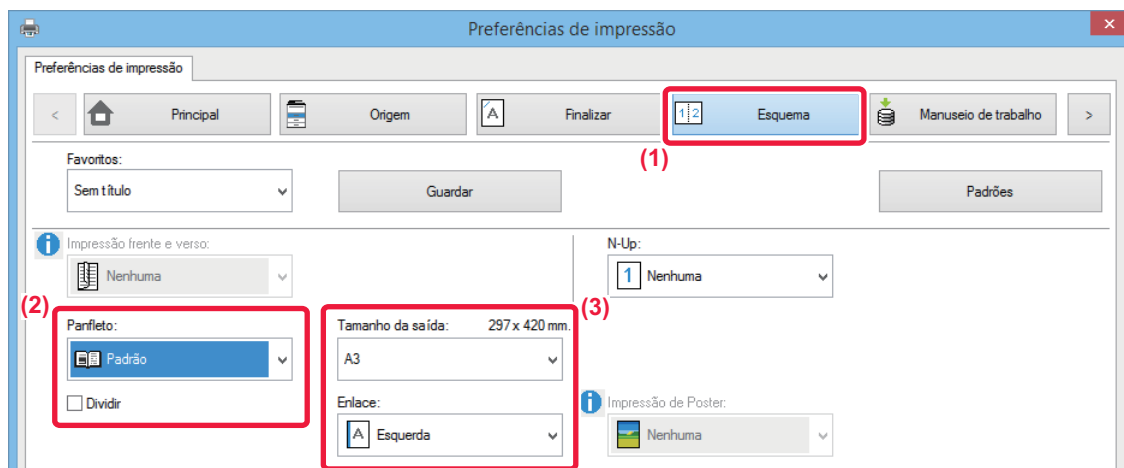 Preferências de impressão
×
Preferências de impressão
< Principal Origem A Finalizar 1 2 Esquema Manuseio de trabalho >
(1)
Favoritos:
Sem título Guardar Padrões
Impressão frente e verso: N-Up:
Nenhuma 1 Nenhuma
(2) (3)
Panfleto: Tamanho da saída: 297 x 420 mm.
Padrão A3
Dividir Enlace: Impressão de Poster:
A Esquerda Nenhuma